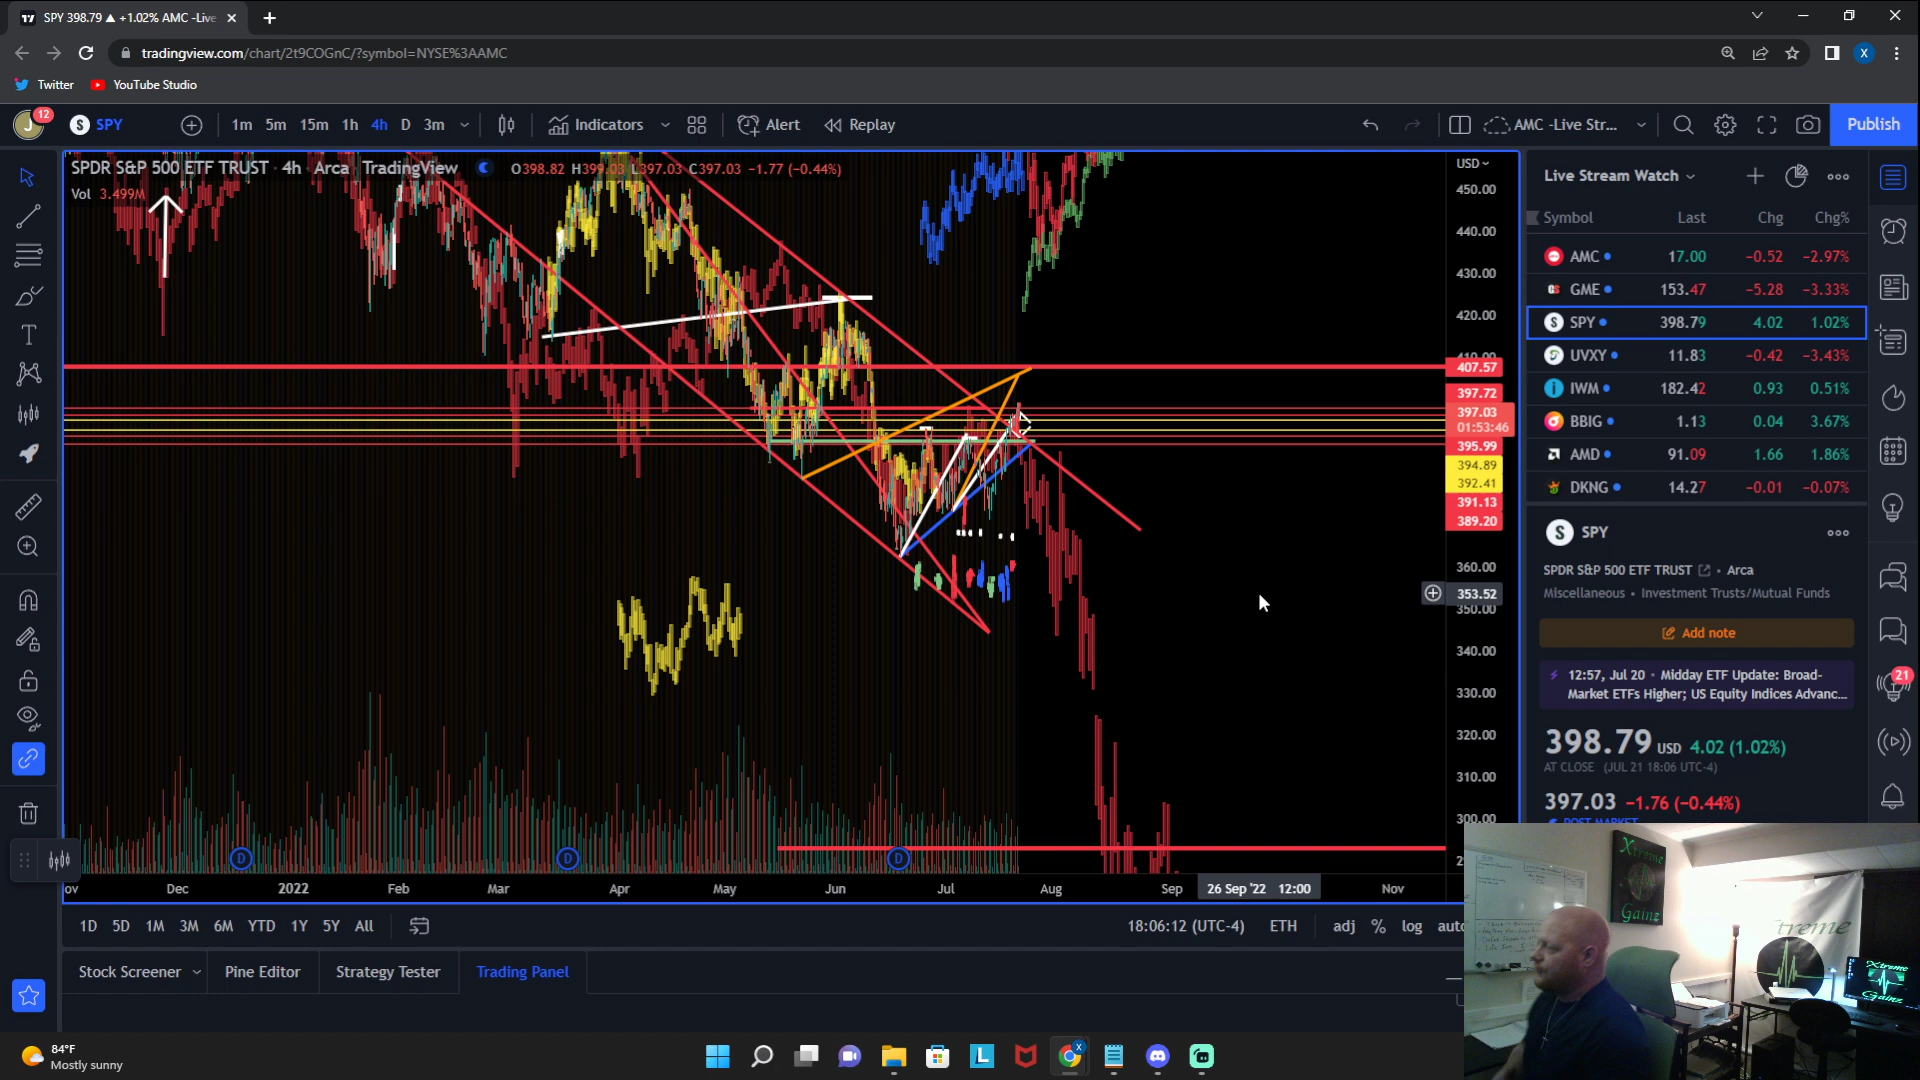 SPY 398.79 ▲ +1.02% AMC -Live
tradingview.com/chart/2t9COGnC/?symbol=NYSE%3AAMC
X
Twitter YouTube Studio
J 12 S SPY 1m 5m 15m 1h 4h D 3m Indicators Alert Replay AMC -Live Str... Publish
SPDR S&P 500 ETF TRUST · 4h · Arca TradingView O398.82 H399.03 L397.03 C397.03 −1.77 (−0.44%)
Vol 3.499M
USD
450.00
440.00
430.00
420.00
410.00
407.57
397.72
397.03
01:53:46
395.99
394.89
392.41
391.13
389.20
360.00
353.52
350.00
340.00
330.00
320.00
310.00
300.00
D D D
Dec 2022 Feb Mar Apr May Jun Jul Aug Sep 26 Sep '22 12:00 Nov
1D 5D 1M 3M 6M YTD 1Y 5Y All 18:06:12 (UTC-4) ETH adj % log
Stock Screener Pine Editor Strategy Tester Trading Panel
Live Stream Watch
Symbol Last Chg Chg%
AMC 17.00 −0.52 −2.97%
GME 153.47 −5.28 −3.33%
SPY 398.79 4.02 1.02%
UVXY 11.83 −0.42 −3.43%
IWM 182.42 0.93 0.51%
BBIG 1.13 0.04 3.67%
AMD 91.09 1.66 1.86%
DKNG 14.27 −0.01 −0.07%
S SPY
SPDR S&P 500 ETF TRUST • Arca
Miscellaneous • Investment Trusts/Mutual Funds
Add note
12:57, Jul 20 · Midday ETF Update: Broad-
Market ETFs Higher; US Equity Indices Advanc...
398.79 USD 4.02 (1.02%)
AT CLOSE (JUL 21 18:06 UTC-4)
397.03 −1.76 (−0.44%)
POST MARKET
21
Xtreme
Gainz
treme
Xtreme
Gainz
84°F
Mostly sunny